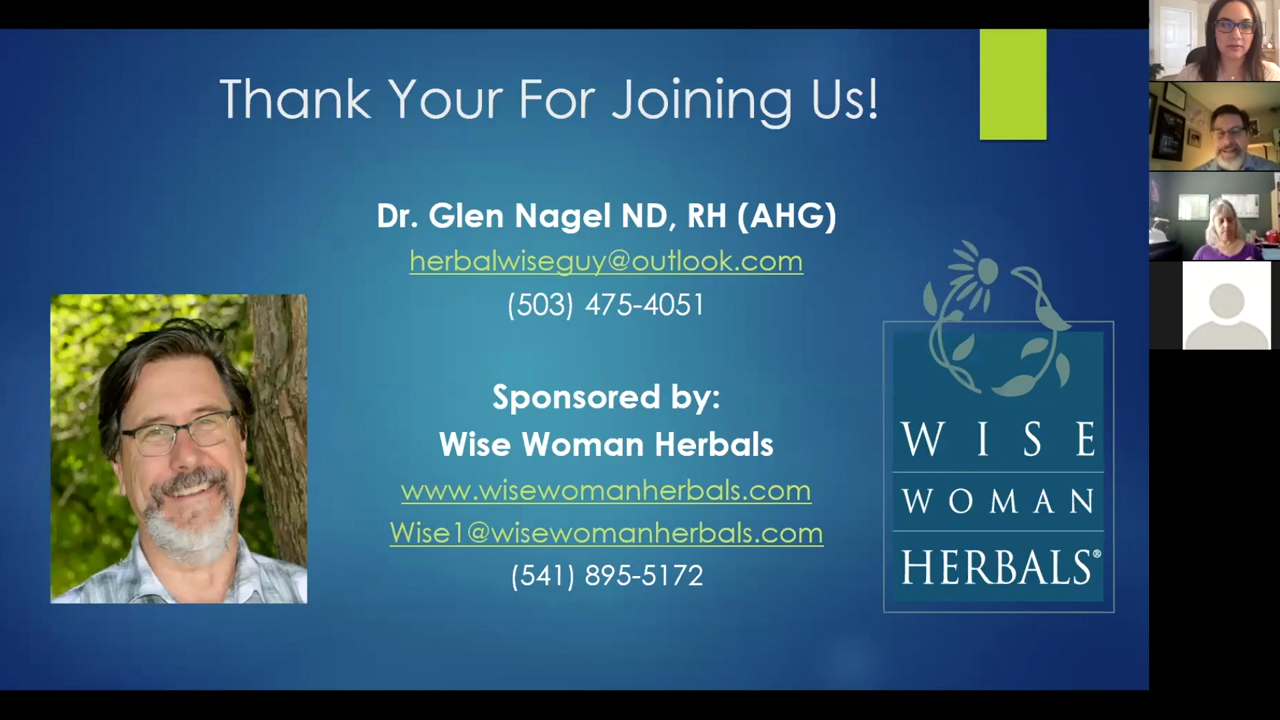 Thank Your For Joining Us!
Dr. Glen Nagel ND, RH (AHG)
herbalwiseguy@outlook.com
(503) 475-4051
Sponsored by:
Wise Woman Herbals
www.wisewomanherbals.com
Wise1@wisewomanherbals.com
(541) 895-5172
WISE
WOMAN
HERBALS®